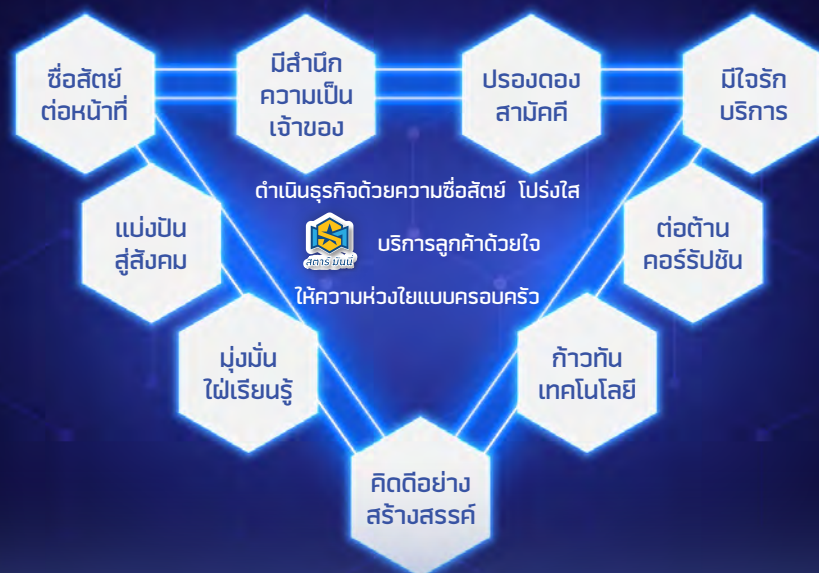 ซื่อสัตย์
ต่อหน้าที่
มีสำนึก
ความเป็น
เจ้าของ
ปรองดอง
สามัคคี
มีใจรัก
บริการ
ดำเนินธุรกิจด้วยความซื่อสัตย์ โปร่งใส
สตาร์ มันนี่
บริการลูกค้าด้วยใจ
ให้ความห่วงใยแบบครอบครัว
แบ่งปัน
สู่สังคม
ต่อต้าน
คอร์รัปชัน
มุ่งมั่น
ใฝ่เรียนรู้
ก้าวทัน
เทคโนโลยี
คิดดีอย่าง
สร้างสรรค์